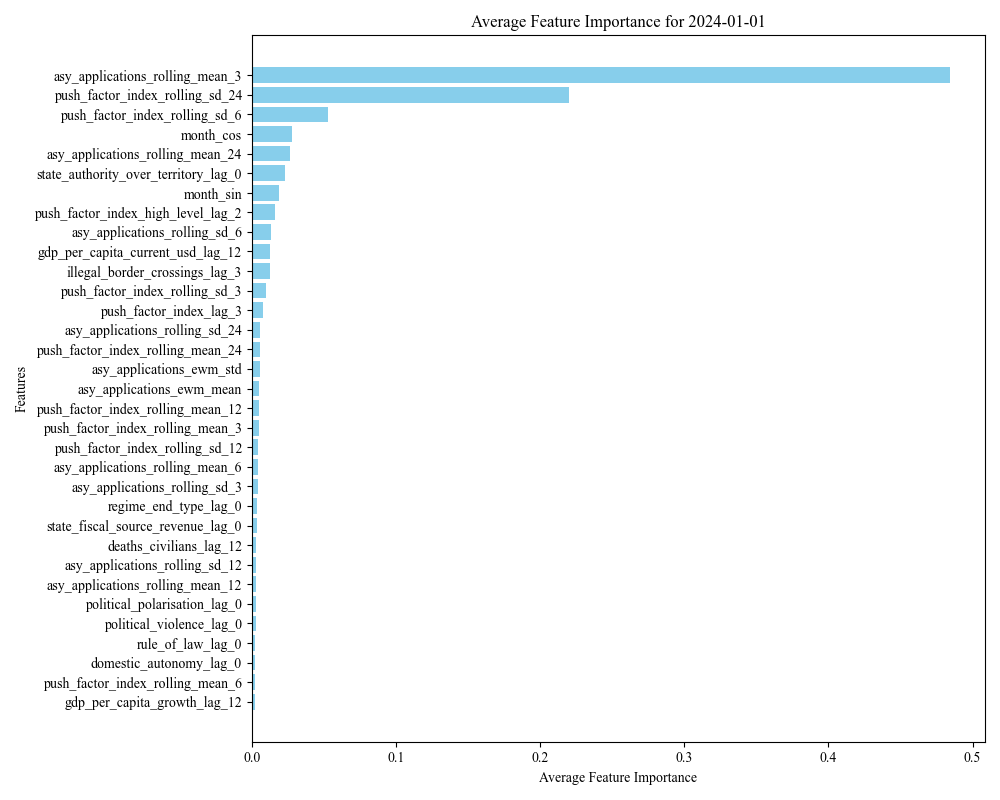 Average Feature Importance for 2024-01-01
asy_applications_rolling_mean_3
push_factor_index_rolling_sd_24
push_factor_index_rolling_sd_6
month_cos
asy_applications_rolling_mean_24
state_authority_over_territory_lag_0
month_sin
push_factor_index_high_level_lag_2
asy_applications_rolling_sd_6
gdp_per_capita_current_usd_lag_12
illegal_border_crossings_lag_3
push_factor_index_rolling_sd_3
push_factor_index_lag_3
asy_applications_rolling_sd_24
push_factor_index_rolling_mean_24
asy_applications_ewm_std
asy_applications_ewm_mean
push_factor_index_rolling_mean_12
push_factor_index_rolling_mean_3
push_factor_index_rolling_sd_12
asy_applications_rolling_mean_6
asy_applications_rolling_sd_3
regime_end_type_lag_0
state_fiscal_source_revenue_lag_0
deaths_civilians_lag_12
asy_applications_rolling_sd_12
asy_applications_rolling_mean_12
political_polarisation_lag_0
political_violence_lag_0
rule_of_law_lag_0
domestic_autonomy_lag_0
push_factor_index_rolling_mean_6
gdp_per_capita_growth_lag_12
Features
0.0 0.1 0.2 0.3 0.4 0.5
Average Feature Importance